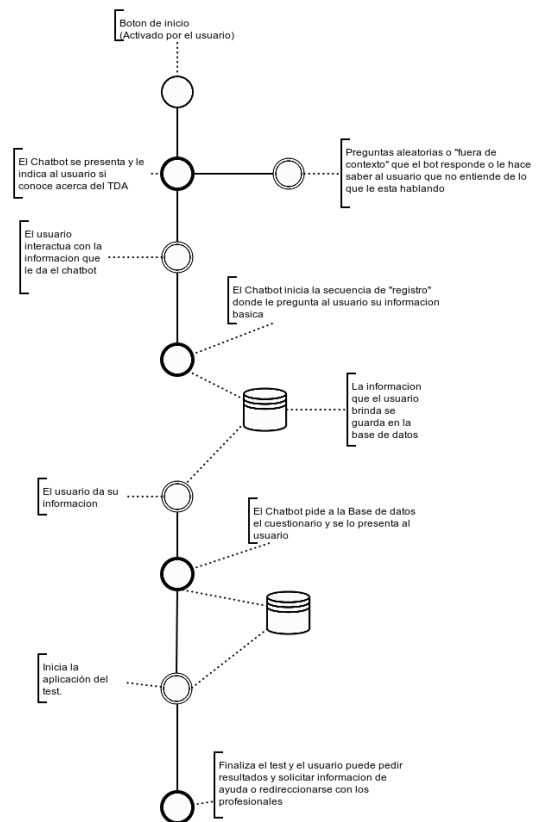 Boton de inicio
(Activado por el usuario)
El Chatbot se presenta y le
indica al usuario si
conoce acerca del TDA
Preguntas aleatorias o "fuera de
contexto" que el bot responde o le hace
saber al usuario que no entiende de lo
que le esta hablando
El usuario
interactua con la
informacion que
le da el chatbot
El Chatbot inicia la secuencia de "registro"
donde le pregunta al usuario su informacion
basica
La informacion
que el usuario
brinda se
guarda en la
base de datos
El usuario da su
informacion
El Chatbot pide a la Base de datos
el cuestionario y se lo presenta al
usuario
Inicia la
aplicación del
test.
Finaliza el test y el usuario puede pedir
resultados y solicitar informacion de
ayuda o redireccionarse con los
profesionales